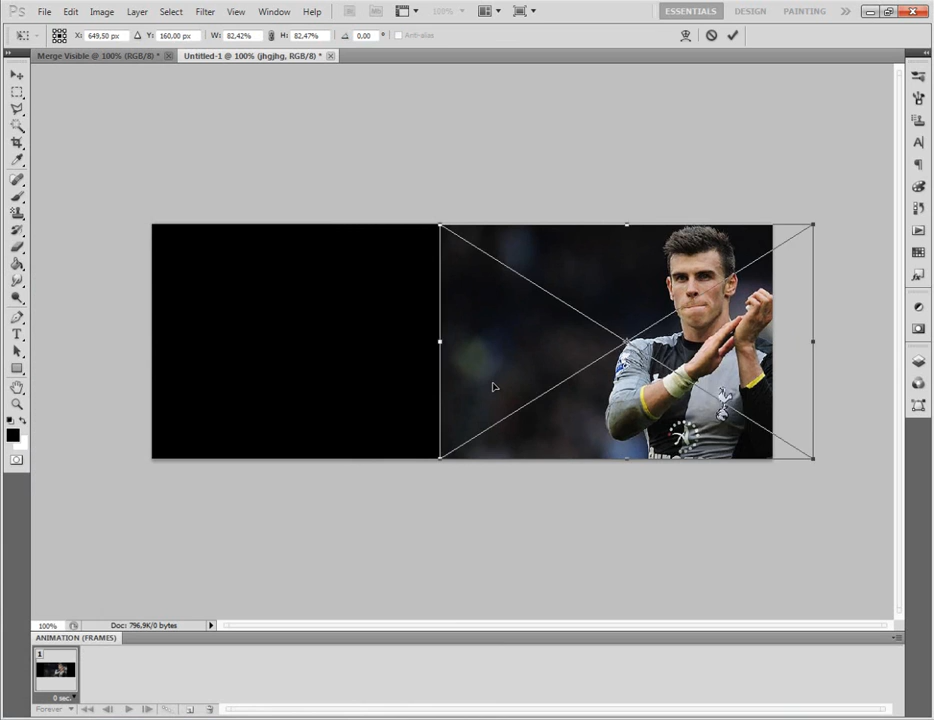 Ps File Edit Image Layer Select Filter View Window Help 100% ESSENTIALS DESIGN PAINTING
X: 649,50 px Y: 160,00 px W: 82,42% H: 82,47% 0,00 Anti-alias
Merge Visible @ 100% (RGB/8) * Untitled-1 @ 100% (jhgjhg, RGB/8) *
100% Doc: 796,9K/0 bytes
ANIMATION (FRAMES)
1
0 sec.
Forever